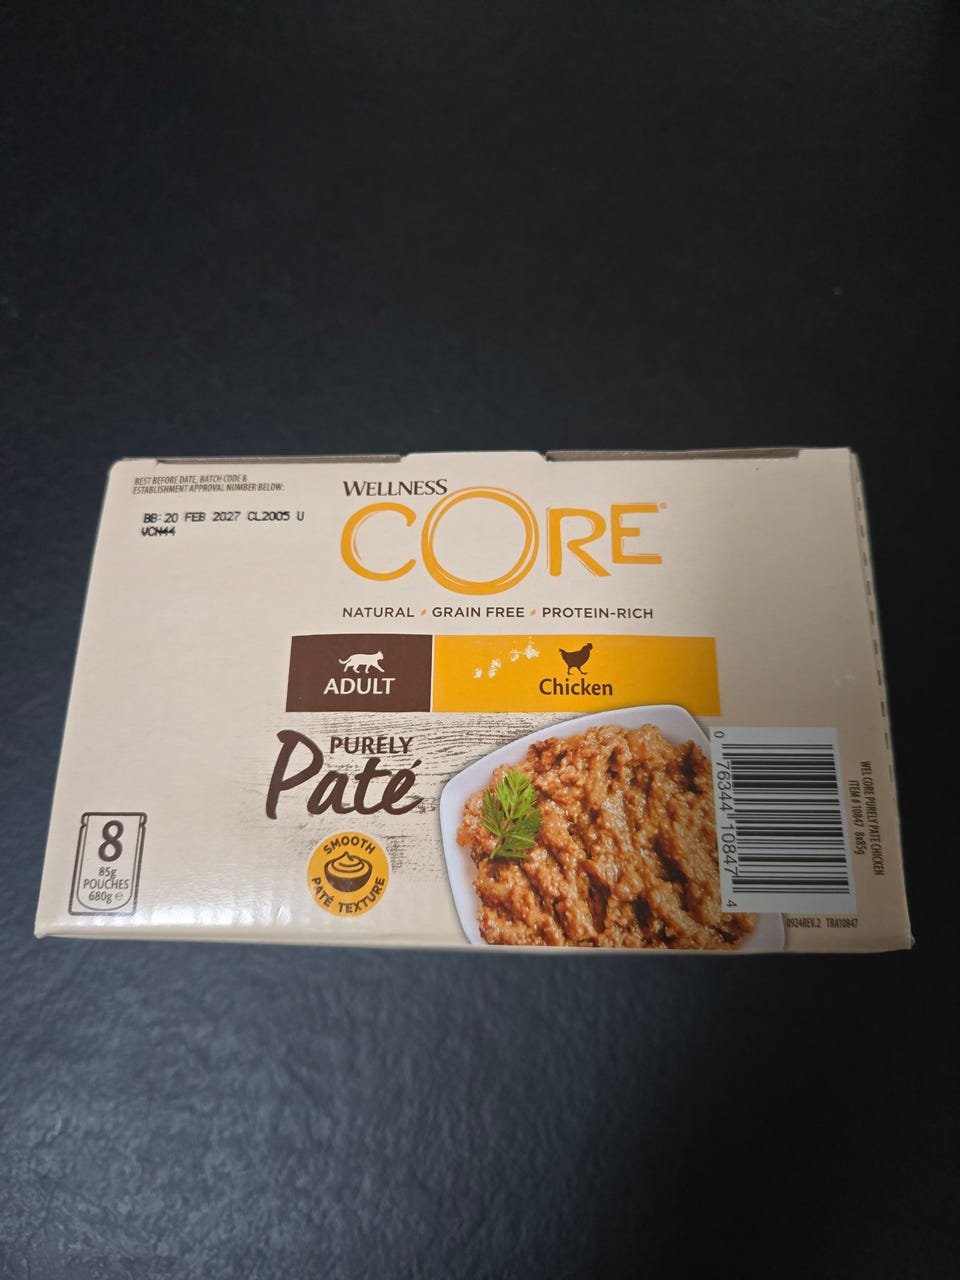 BEST BEFORE DATE, BATCH CODE &
ESTABLISHMENT APPROVAL NUMBER BELOW:
BB: 20 FEB 2027 CL2005 U
VCN44
WELLNESS
CORE®
NATURAL GRAIN FREE PROTEIN-RICH
ADULT
Chicken
PURELY
Paté
SMOOTH
PATÉ TEXTURE
8
85g
POUCHES
680g e
0 76344 10847 4
WEL CORE PURELY PATE CHICKEN
ITEM # 10847 8x85g
0924REV.2 TRA10847